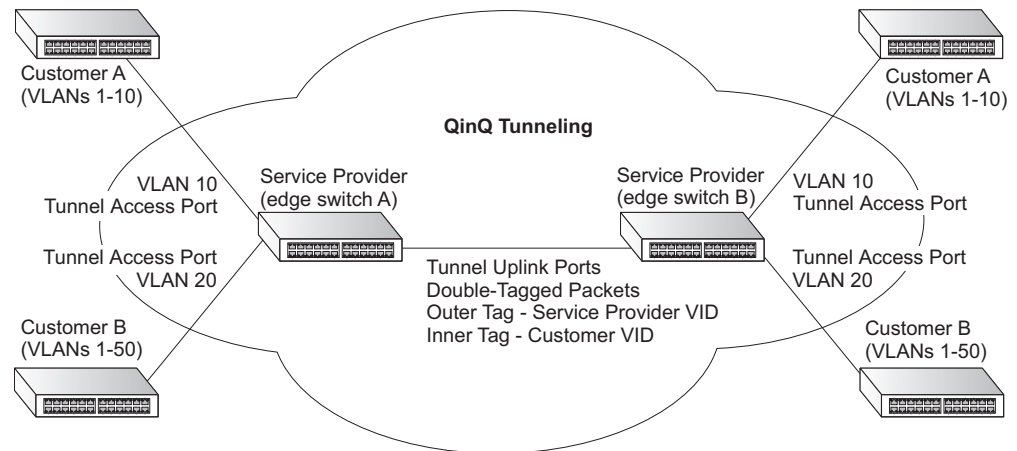 Customer A
(VLANs 1-10)
Customer A
(VLANs 1-10)
QinQ Tunneling
VLAN 10
Tunnel Access Port
Service Provider
(edge switch A)
Service Provider
(edge switch B)
VLAN 10
Tunnel Access Port
Tunnel Access Port
VLAN 20
Tunnel Uplink Ports
Double-Tagged Packets
Outer Tag - Service Provider VID
Inner Tag - Customer VID
Tunnel Access Port
VLAN 20
Customer B
(VLANs 1-50)
Customer B
(VLANs 1-50)